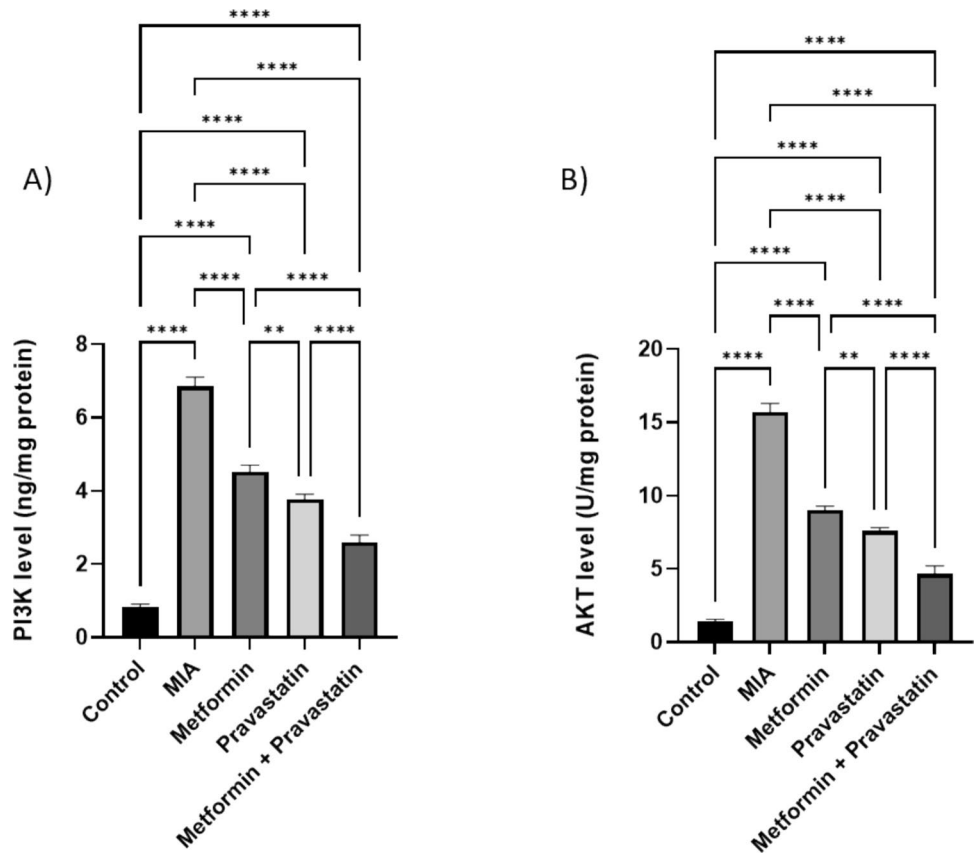 A)
****
****
****
****
****
**** ****
**** ** ****
PI3K level (ng/mg protein)
8
6
4
2
0
Control
MIA
Metformin
Pravastatin
Metformin + Pravastatin
B)
****
****
****
****
****
**** ****
**** ** ****
AKT level (U/mg protein)
20
15
10
5
0
Control
MIA
Metformin
Pravastatin
Metformin + Pravastatin